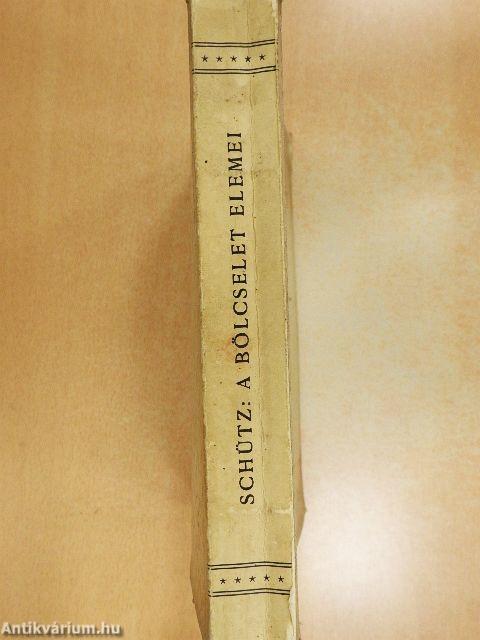 ★ ★ ★ ★ ★
SCHÜTZ: A BÖLCSELET ELEMEI
★ ★ ★ ★ ★
Antikvárium.hu